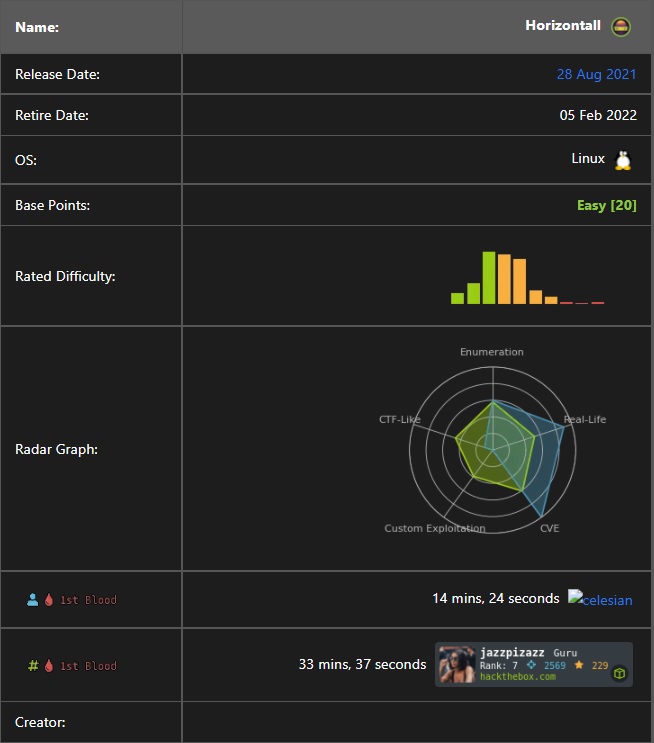 Name: Horizontall
Release Date: 28 Aug 2021
Retire Date: 05 Feb 2022
OS: Linux
Base Points: Easy [20]
Rated Difficulty:
Radar Graph:
Enumeration
CTF-Like Real-Life
Custom Exploitation CVE
1st Blood 14 mins, 24 seconds celesian
# 1st Blood 33 mins, 37 seconds
jazzpizazz Guru
Rank: 7 2569 229
hackthebox.com
Creator: